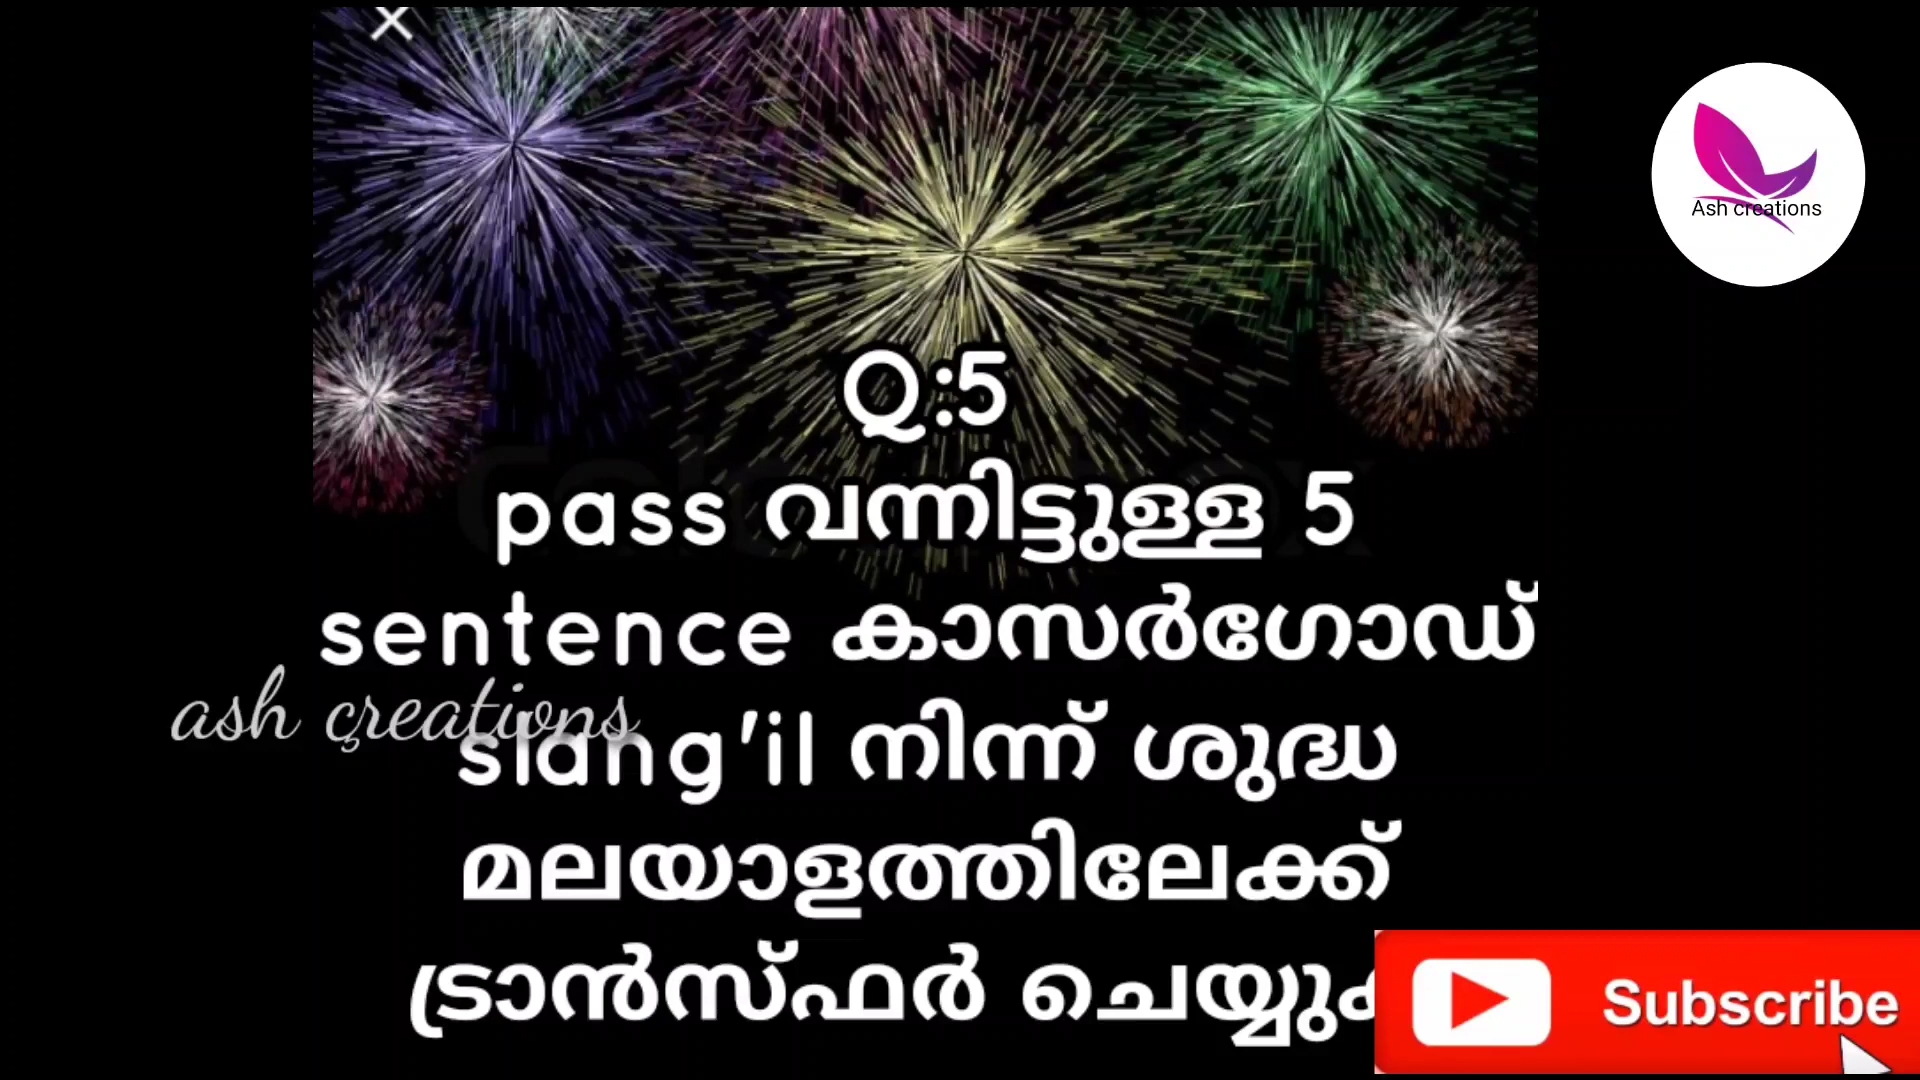 Ash creations
Q:5
pass വന്നിട്ടുള്ള 5
sentence കാസർഗോഡ്
ash creations
slang'il നിന്ന് ശുദ്ധ
മലയാളത്തിലേക്ക്
ട്രാൻസ്ഫർ ചെയ്യുക
Subscribe